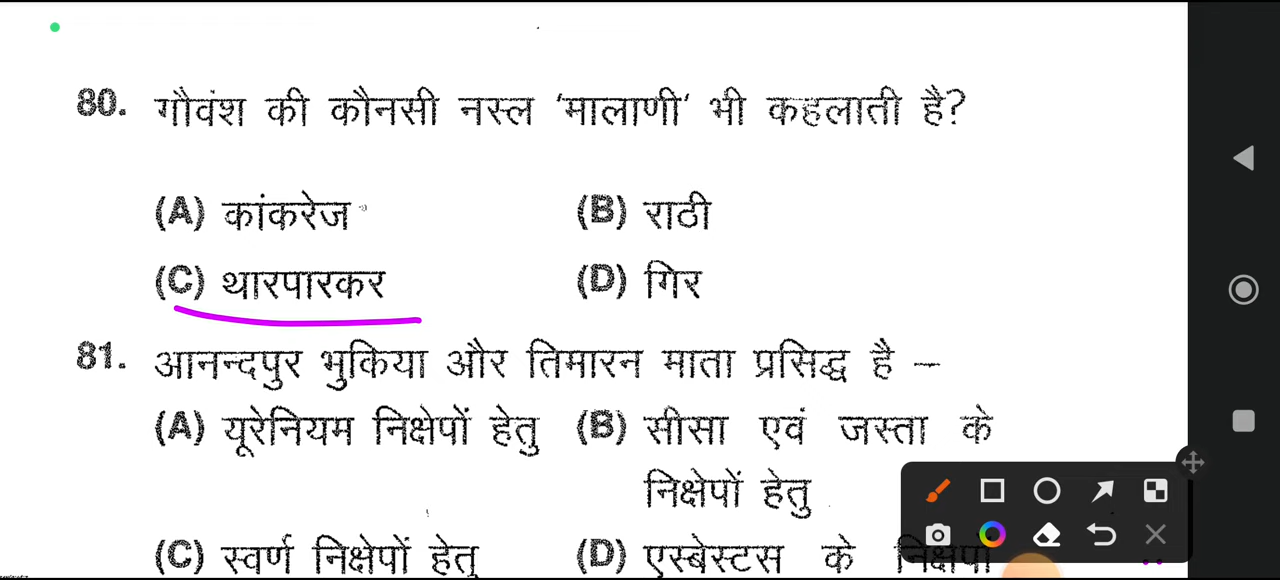 80. गौवंश की कौनसी नस्ल 'मालाणी' भी कहलाती है?
(A) कांकरेज (B) राठी
(C) थारपारकर (D) गिर
81. आनन्दपुर भुकिया और तिमारन माता प्रसिद्ध है –
(A) यूरेनियम निक्षेपों हेतु (B) सीसा एवं जस्ता के
निक्षेपों हेतु
(C) स्वर्ण निक्षेपों हेतु (D) एस्बेस्टस के